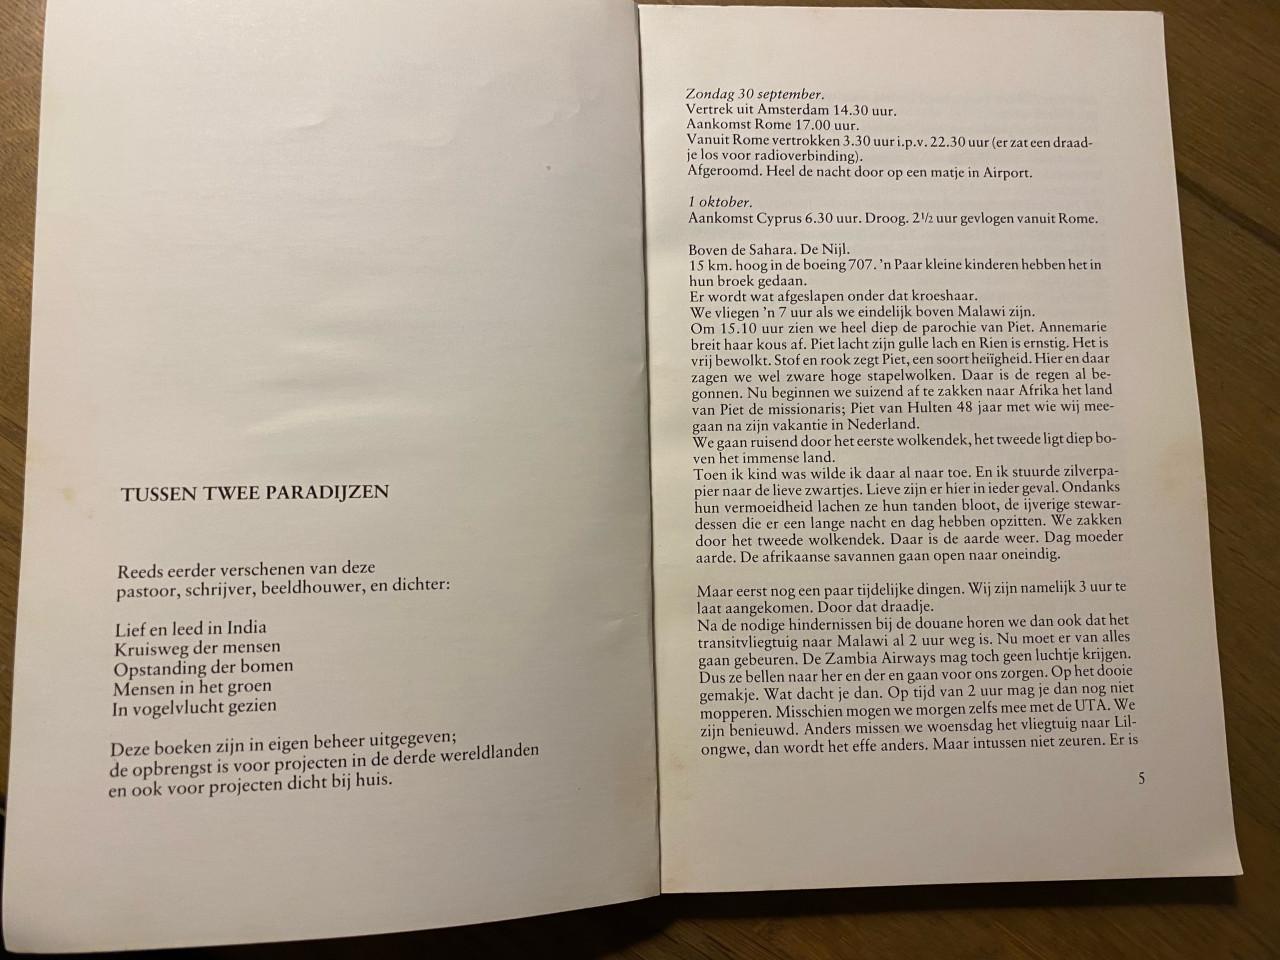 TUSSEN TWEE PARADIJZEN
Reeds eerder verschenen van deze
pastoor, schrijver, beeldhouwer, en dichter:
Lief en leed in India
Kruisweg der mensen
Opstanding der bomen
Mensen in het groen
In vogelvlucht gezien
Deze boeken zijn in eigen beheer uitgegeven;
de opbrengst is voor projecten in de derde wereldlanden
en ook voor projecten dicht bij huis.
Zondag 30 september.
Vertrek uit Amsterdam 14.30 uur.
Aankomst Rome 17.00 uur.
Vanuit Rome vertrokken 3.30 uur i.p.v. 22.30 uur (er zat een draad-
je los voor radioverbinding).
Afgeroomd. Heel de nacht door op een matje in Airport.
1 oktober.
Aankomst Cyprus 6.30 uur. Droog. 2½ uur gevlogen vanuit Rome.
Boven de Sahara. De Nijl.
15 km. hoog in de boeing 707. 'n Paar kleine kinderen hebben het in
hun broek gedaan.
Er wordt wat afgeslapen onder dat kroeshaar.
We vliegen 'n 7 uur als we eindelijk boven Malawi zijn.
Om 15.10 uur zien we heel diep de parochie van Piet. Annemarie
breit haar kous af. Piet lacht zijn gulle lach en Rien is ernstig. Het is
vrij bewolkt. Stof en rook zegt Piet, een soort heiïgheid. Hier en daar
zagen we wel zware hoge stapelwolken. Daar is de regen al be-
gonnen. Nu beginnen we suizend af te zakken naar Afrika het land
van Piet de missionaris; Piet van Hulten 48 jaar met wie wij mee-
gaan na zijn vakantie in Nederland.
We gaan ruisend door het eerste wolkendek, het tweede ligt diep bo-
ven het immense land.
Toen ik kind was wilde ik daar al naar toe. En ik stuurde zilverpa-
pier naar de lieve zwartjes. Lieve zijn er hier in ieder geval. Ondanks
hun vermoeidheid lachen ze hun tanden bloot, de ijverige stewar-
dessen die er een lange nacht en dag hebben opzitten. We zakken
door het tweede wolkendek. Daar is de aarde weer. Dag moeder
aarde. De afrikaanse savannen gaan open naar oneindig.
Maar eerst nog een paar tijdelijke dingen. Wij zijn namelijk 3 uur te
laat aangekomen. Door dat draadje.
Na de nodige hindernissen bij de douane horen we dan ook dat het
transitvliegtuig naar Malawi al 2 uur weg is. Nu moet er van alles
gaan gebeuren. De Zambia Airways mag toch geen luchtje krijgen.
Dus ze bellen naar her en der en gaan voor ons zorgen. Op het dooie
gemakje. Wat dacht je dan. Op tijd van 2 uur mag je dan nog niet
mopperen. Misschien mogen we morgen zelfs mee met de UTA. We
zijn benieuwd. Anders missen we woensdag het vliegtuig naar Lil-
ongwe, dan wordt het effe anders. Maar intussen niet zeuren. Er is
5